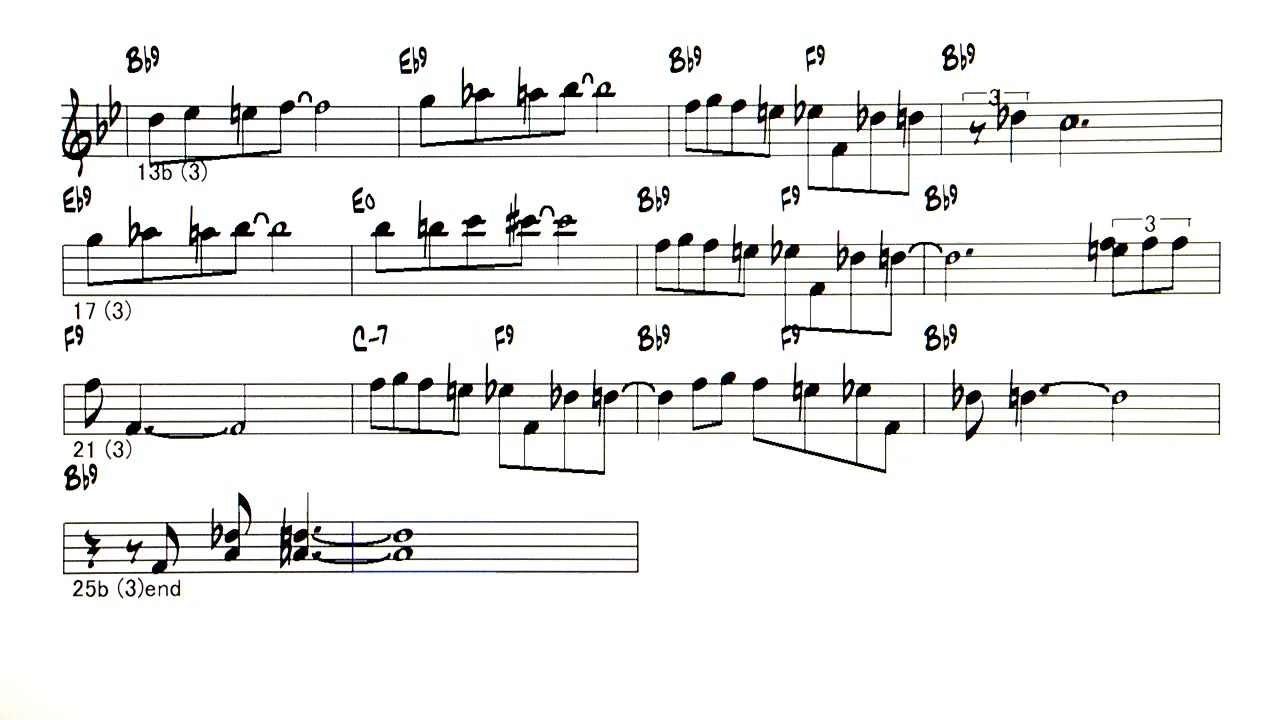 Bb9 Eb9 Bb9 F9 Bb9
3
13b (3)
Eb9 Eo Bb9 F9 Bb9
3
17 (3)
F9 C-7 F9 Bb9 F9 Bb9
21 (3)
Bb9
25b (3)end